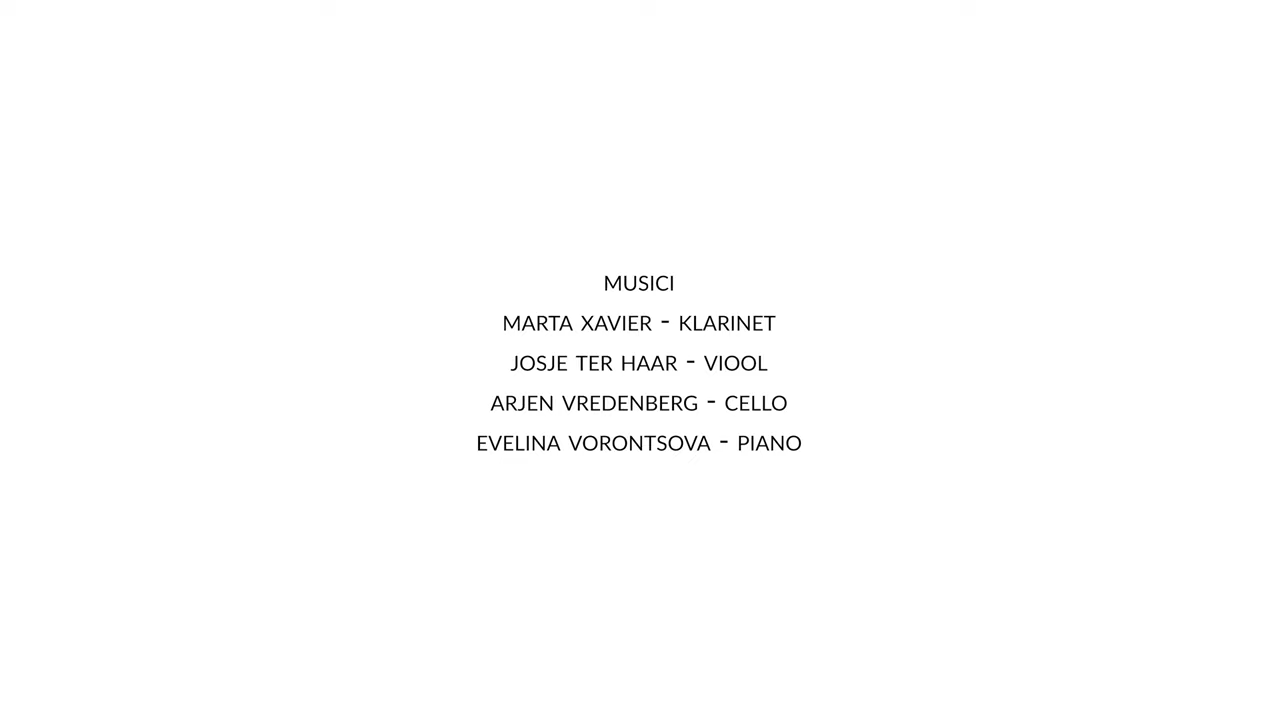 MUSICI
MARTA XAVIER - KLARINET
JOSJE TER HAAR - VIOOL
ARJEN VREDENBERG - CELLO
EVELINA VORONTSOVA - PIANO